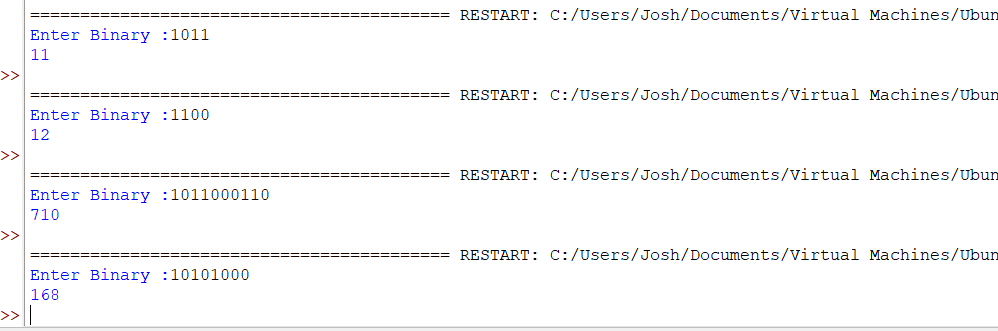 ========================================== RESTART: C:/Users/Josh/Documents/Virtual Machines/Ubun
Enter Binary :1011
11
>>
========================================== RESTART: C:/Users/Josh/Documents/Virtual Machines/Ubun
Enter Binary :1100
12
>>
========================================== RESTART: C:/Users/Josh/Documents/Virtual Machines/Ubun
Enter Binary :1011000110
710
>>
========================================== RESTART: C:/Users/Josh/Documents/Virtual Machines/Ubun
Enter Binary :10101000
168
>>